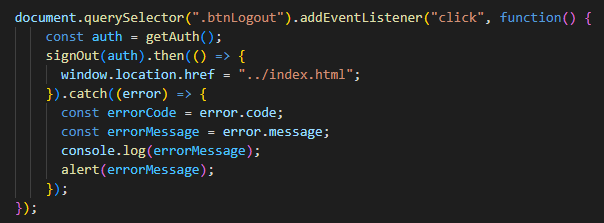 document.querySelector(".btnLogout").addEventListener("click", function() {
    const auth = getAuth();
    signOut(auth).then(() => {
      window.location.href = "../index.html";
    }).catch((error) => {
      const errorCode = error.code;
      const errorMessage = error.message;
      console.log(errorMessage);
      alert(errorMessage);
    });
});